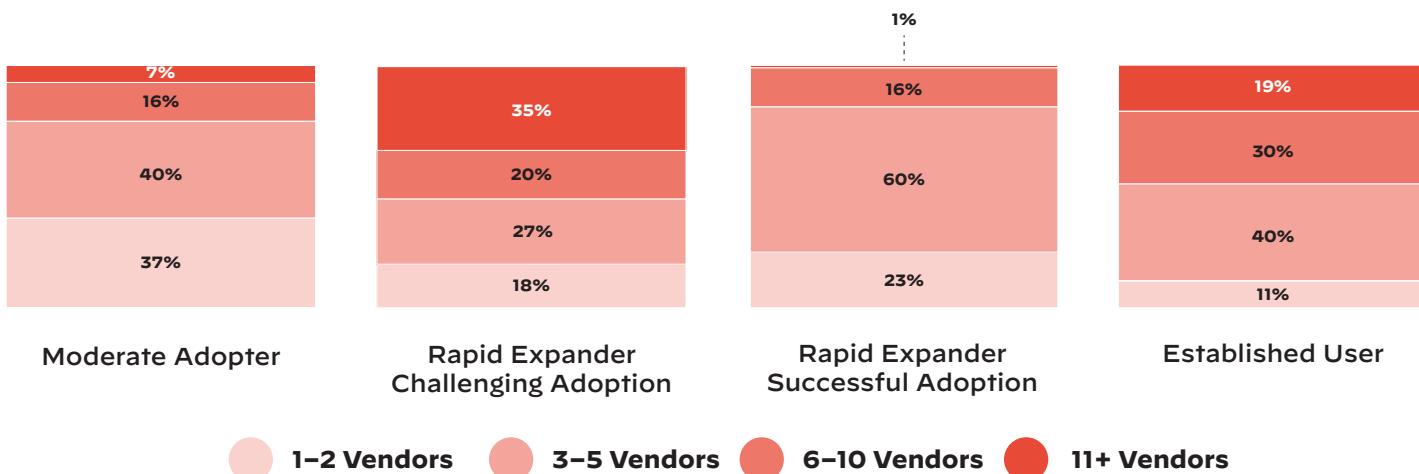 1%
7%
16%
40%
37%
35%
20%
27%
18%
16%
60%
23%
19%
30%
40%
11%
Moderate Adopter
Rapid Expander
Challenging Adoption
Rapid Expander
Successful Adoption
Established User
1–2 Vendors
3–5 Vendors
6–10 Vendors
11+ Vendors